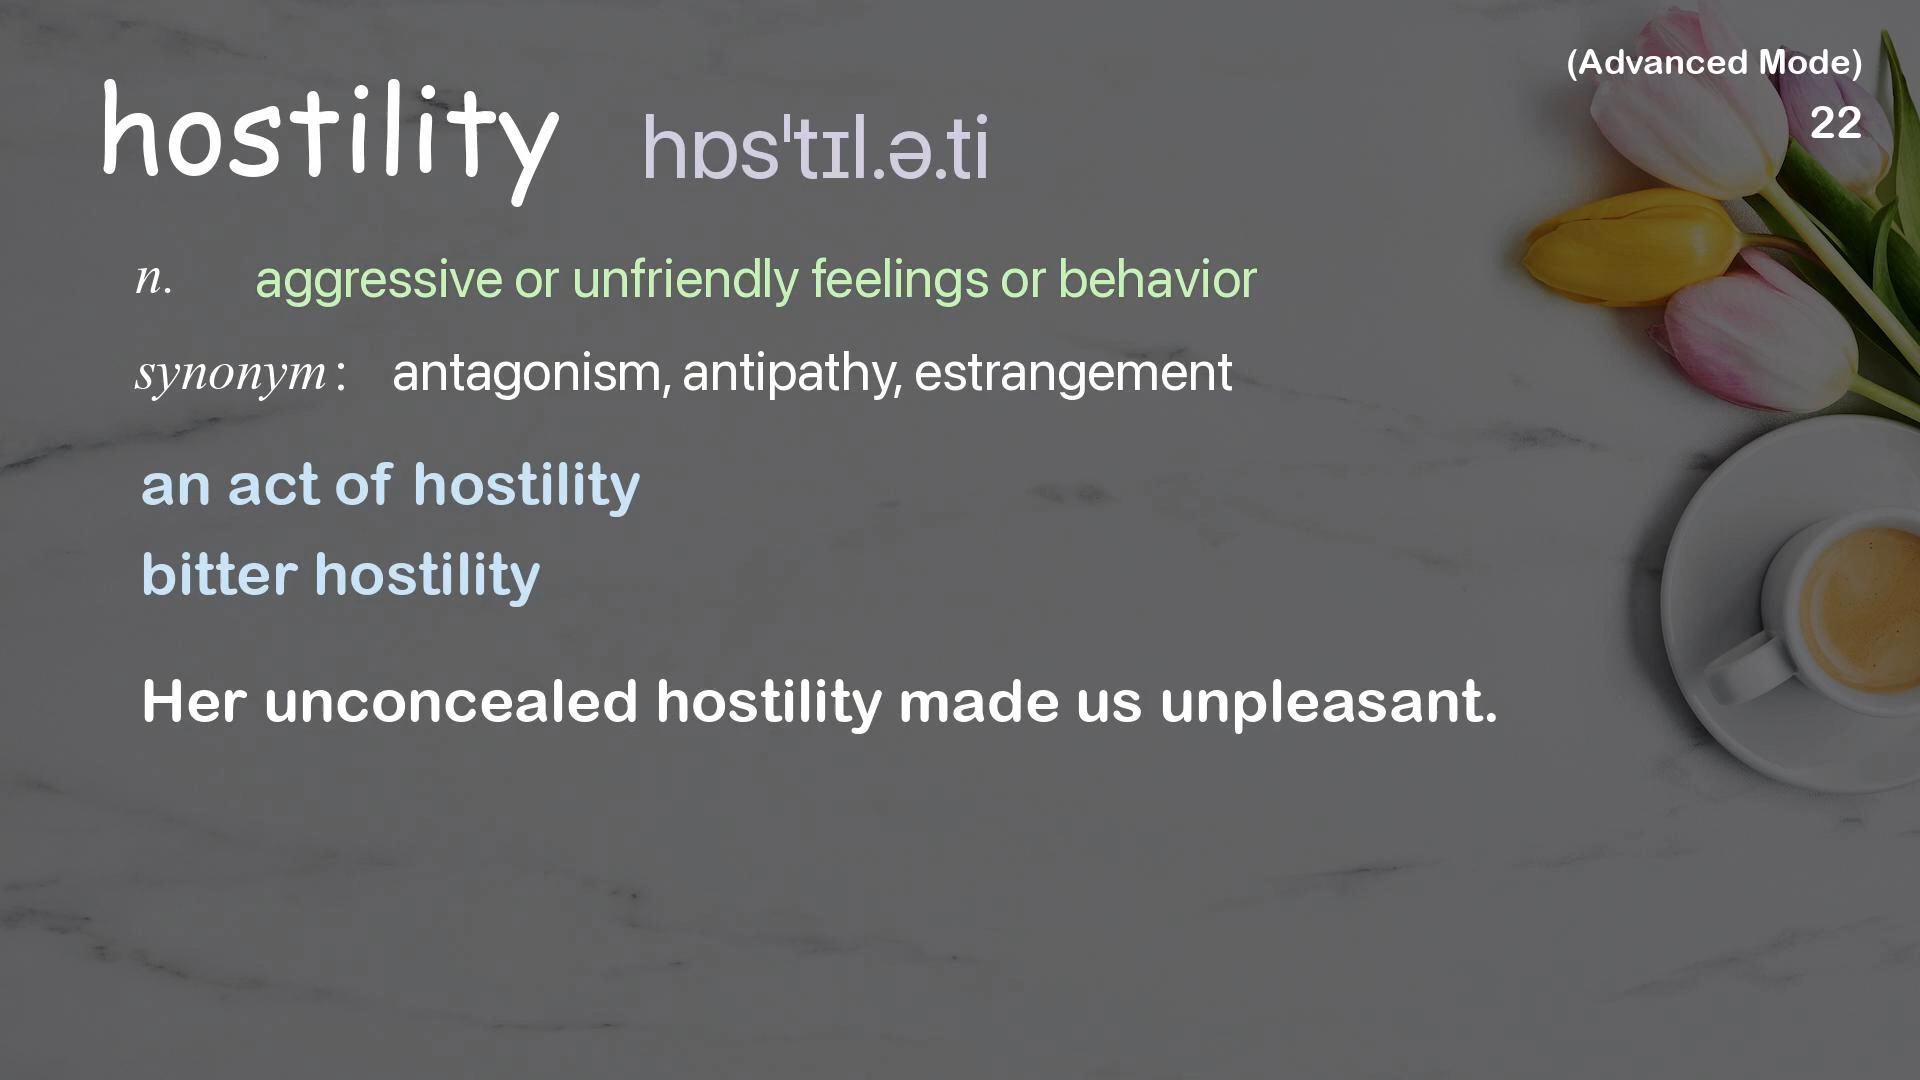 (Advanced Mode)
22
hostility hɒsˈtɪl.ə.ti
n. aggressive or unfriendly feelings or behavior
synonym: antagonism, antipathy, estrangement
an act of hostility
bitter hostility
Her unconcealed hostility made us unpleasant.